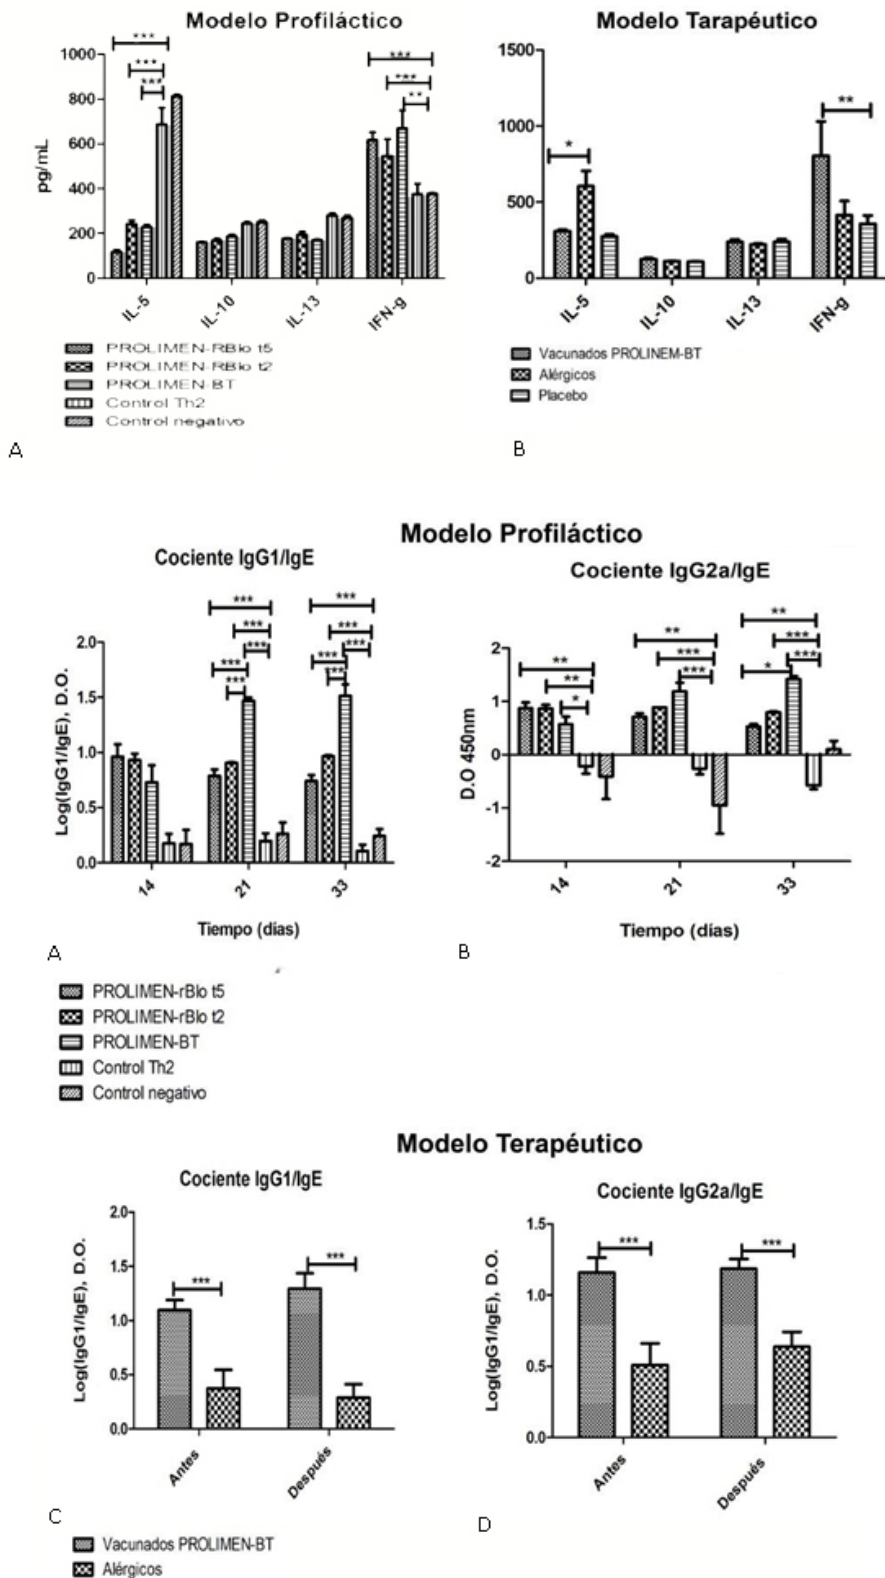 Modelo Profiláctico
***
***
***
***
***
**
1000
800
600
400
200
0
pg/mL
IL-5
IL-10
IL-13
IFN-g
PROLIMEN-RBlo t5
PROLIMEN-RBlo t2
PROLIMEN-BT
Control Th2
Control negativo
A
Modelo Tarapéutico
*
**
1500
1000
500
0
IL-5
IL-10
IL-13
IFN-g
Vacunados PROLINEM-BT
Alérgicos
Placebo
B
Modelo Profiláctico
Cociente IgG1/IgE
***
***
***
***
***
***
***
***
***
***
2.0
1.5
1.0
0.5
0.0
Log(IgG1/IgE), D.O.
14
21
33
Tiempo (días)
A
Cociente IgG2a/IgE
**
**
*
**
***
***
**
***
***
*
2
1
0
-1
-2
D.O 450nm
14
21
33
Tiempo (días)
B
PROLIMEN-rBlo t5
PROLIMEN-rBlo t2
PROLIMEN-BT
Control Th2
Control negativo
Modelo Terapéutico
Cociente IgG1/IgE
***
***
2.0
1.5
1.0
0.5
0.0
Log(IgG1/IgE), D.O.
Antes
Después
C
Cociente IgG2a/IgE
***
***
1.5
1.0
0.5
0.0
Log(IgG1/IgE), D.O.
Antes
Después
D
Vacunados PROLIMEN-BT
Alérgicos